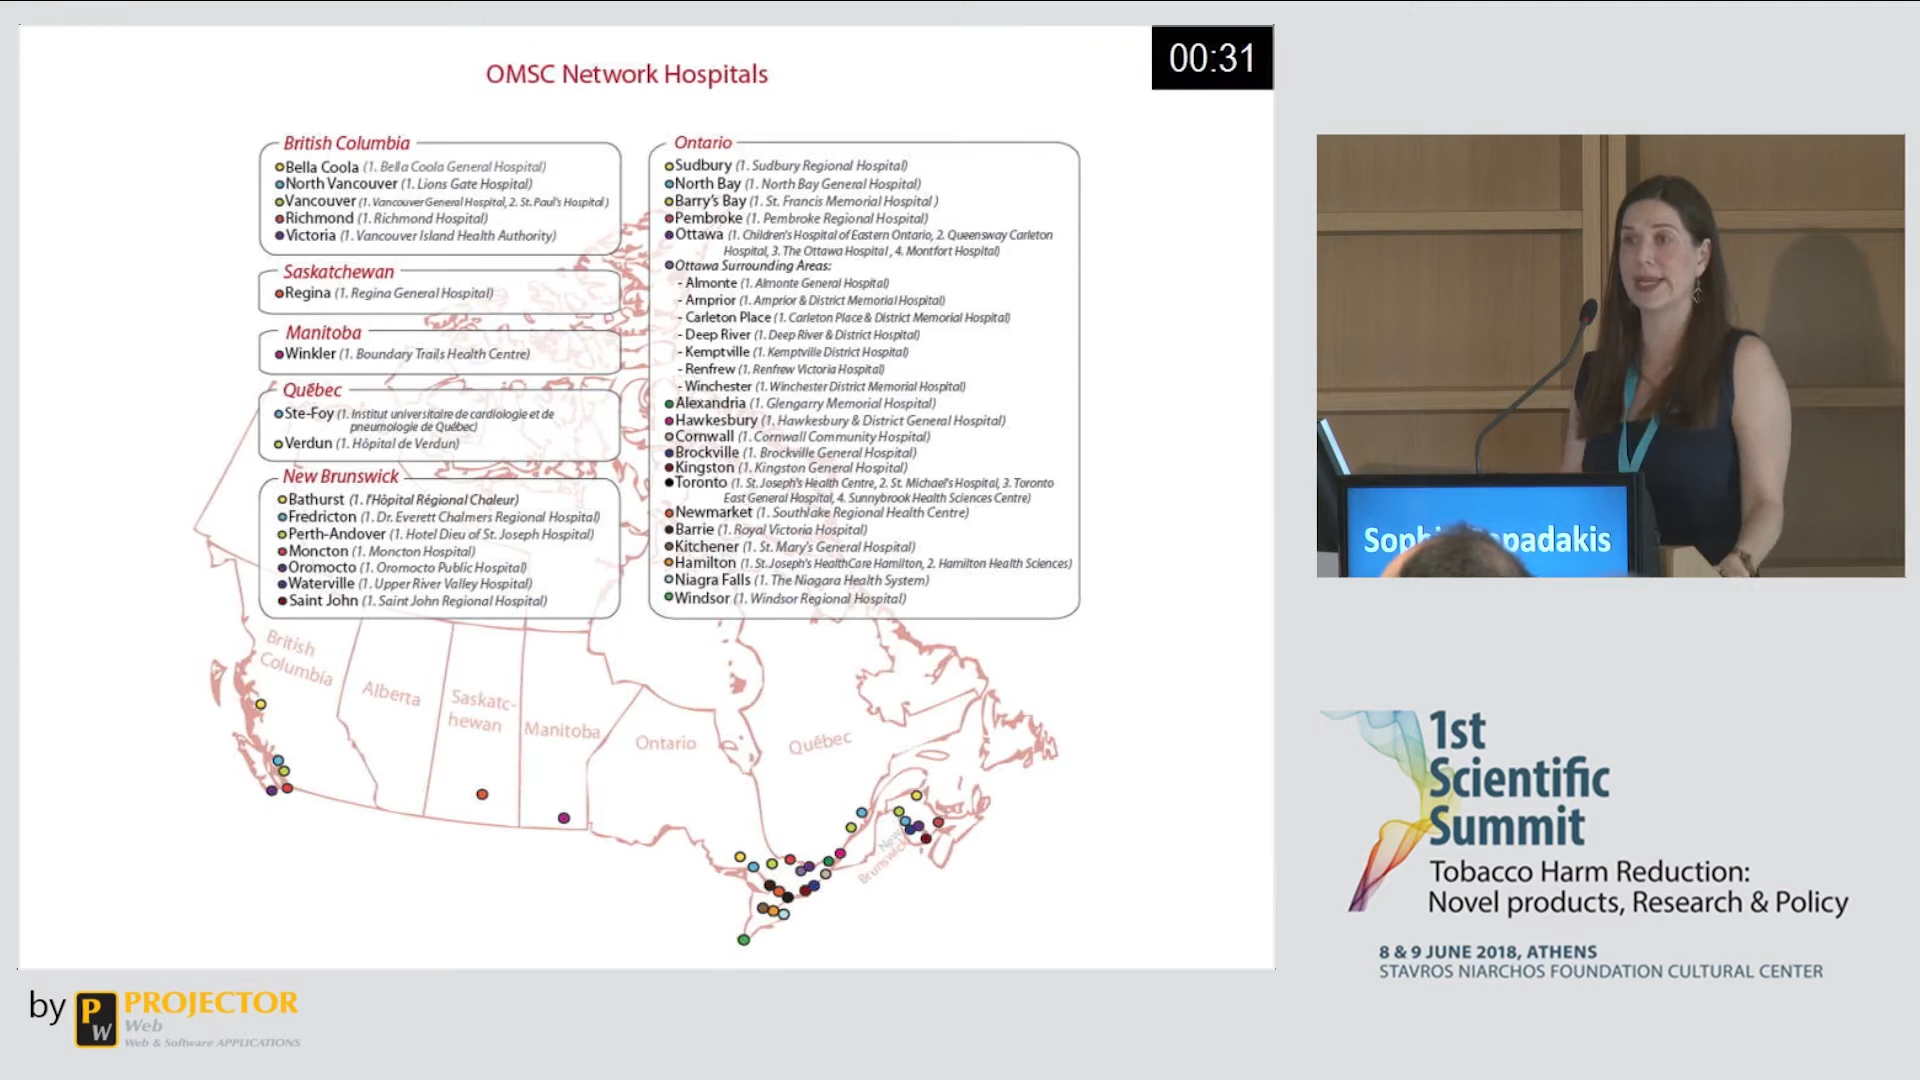 OMSC Network Hospitals
00:31
British Columbia
Bella Coola (1. Bella Coola General Hospital)
North Vancouver (1. Lions Gate Hospital)
Vancouver (1. Vancouver General Hospital, 2. St. Paul's Hospital)
Richmond (1. Richmond Hospital)
Victoria (1. Vancouver Island Health Authority)
Saskatchewan
Regina (1. Regina General Hospital)
Manitoba
Winkler (1. Boundary Trails Health Centre)
Québec
Ste-Foy (1. Institut universitaire de cardiologie et de
pneumologie de Québec)
Verdun (1. Hôpital de Verdun)
New Brunswick
Bathurst (1. l'Hôpital Régional Chaleur)
Fredricton (1. Dr. Everett Chalmers Regional Hospital)
Perth-Andover (1. Hotel Dieu of St. Joseph Hospital)
Moncton (1. Moncton Hospital)
Oromocto (1. Oromocto Public Hospital)
Waterville (1. Upper River Valley Hospital)
Saint John (1. Saint John Regional Hospital)
Ontario
Sudbury (1. Sudbury Regional Hospital)
North Bay (1. North Bay General Hospital)
Barry's Bay (1. St. Francis Memorial Hospital )
Pembroke (1. Pembroke Regional Hospital)
Ottawa (1. Children's Hospital of Eastern Ontario, 2. Queensway Carleton
Hospital, 3. The Ottawa Hospital , 4. Montfort Hospital)
Ottawa Surrounding Areas:
- Almonte (1. Almonte General Hospital)
- Arnprior (1. Arnprior & District Memorial Hospital)
- Carleton Place (1. Carleton Place & District Memorial Hospital)
- Deep River (1. Deep River & District Hospital)
- Kemptville (1. Kemptville District Hospital)
- Renfrew (1. Renfrew Victoria Hospital)
- Winchester (1. Winchester District Memorial Hospital)
Alexandria (1. Glengarry Memorial Hospital)
Hawkesbury (1. Hawkesbury & District General Hospital)
Cornwall (1. Cornwall Community Hospital)
Brockville (1. Brockville General Hospital)
Kingston (1. Kingston General Hospital)
Toronto (1. St. Joseph's Health Centre, 2. St. Michael's Hospital, 3. Toronto
East General Hospital, 4. Sunnybrook Health Sciences Centre)
Newmarket (1. Southlake Regional Health Centre)
Barrie (1. Royal Victoria Hospital)
Kitchener (1. St. Mary's General Hospital)
Hamilton (1. St. Joseph's HealthCare Hamilton, 2. Hamilton Health Sciences)
Niagra Falls (1. The Niagara Health System)
Windsor (1. Windsor Regional Hospital)
British
Columbia
Alberta
Saskatc-
hewan
Manitoba
Ontario
Québec
New
Brunswick
by PW PROJECTOR
Web
Web & Software APPLICATIONS
1st
Scientific
Summit
Tobacco Harm Reduction:
Novel products, Research & Policy
8 & 9 JUNE 2018, ATHENS
STAVROS NIARCHOS FOUNDATION CULTURAL CENTER